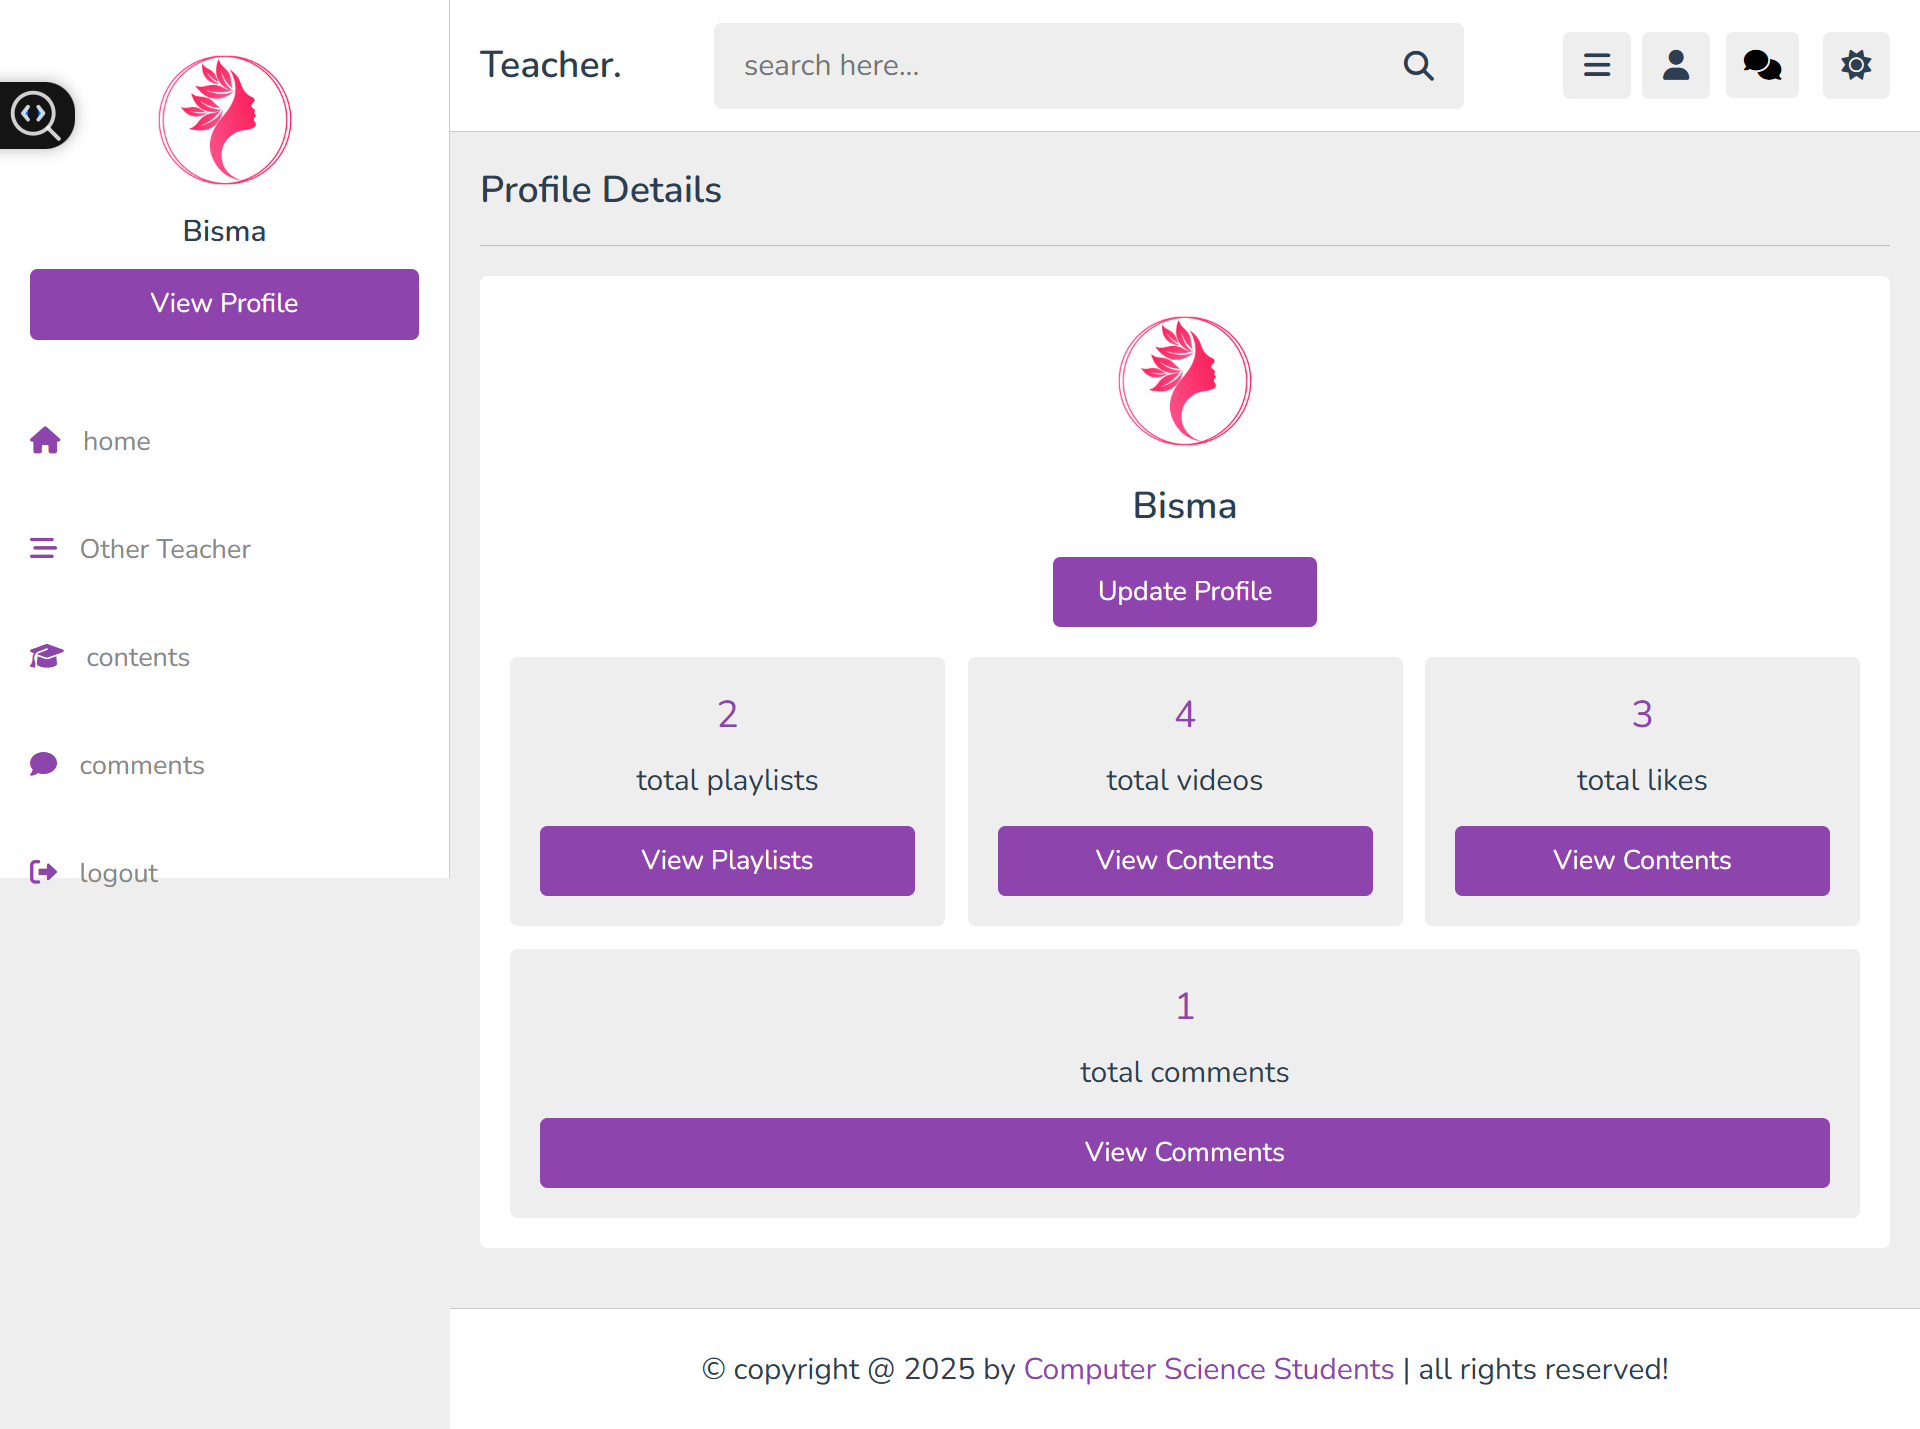 Bisma
View Profile
home
Other Teacher
contents
comments
logout
Teacher.
search here...
Profile Details
Bisma
Update Profile
2
total playlists
View Playlists
4
total videos
View Contents
3
total likes
View Contents
1
total comments
View Comments
© copyright @ 2025 by Computer Science Students | all rights reserved!